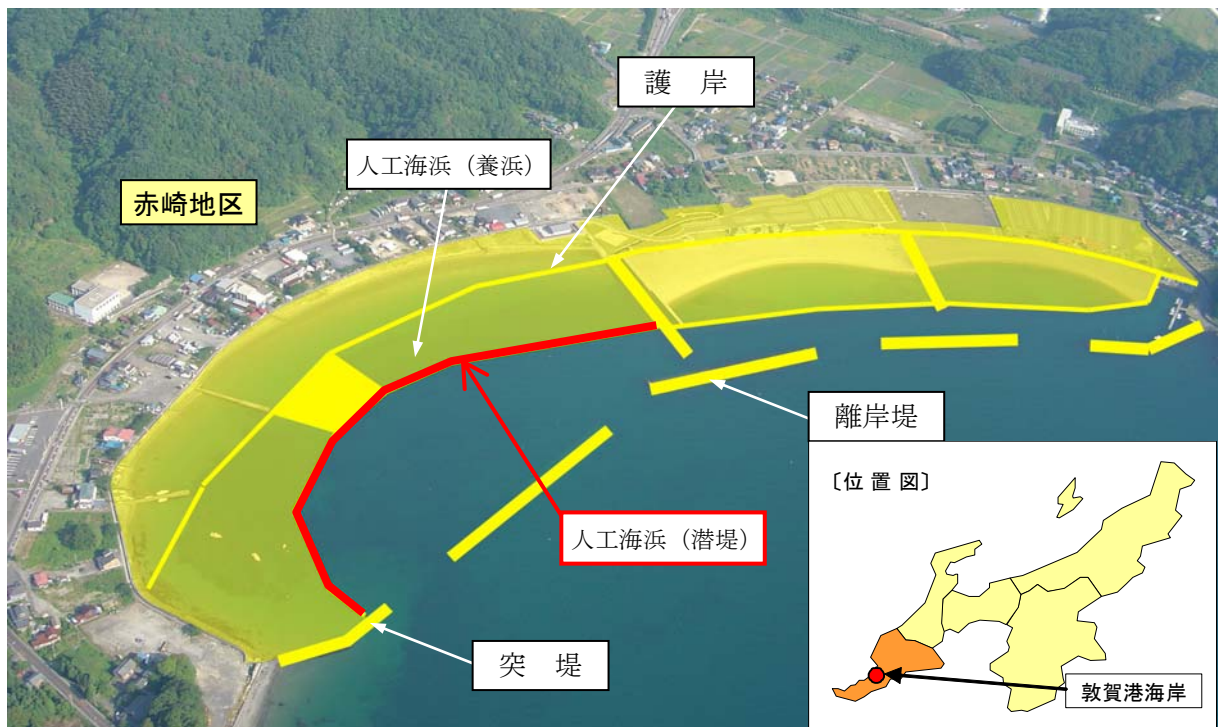 護　岸
人工海浜（養浜）
赤崎地区
離岸堤
〔位 置 図〕
人工海浜（潜堤）
突　堤
敦賀港海岸